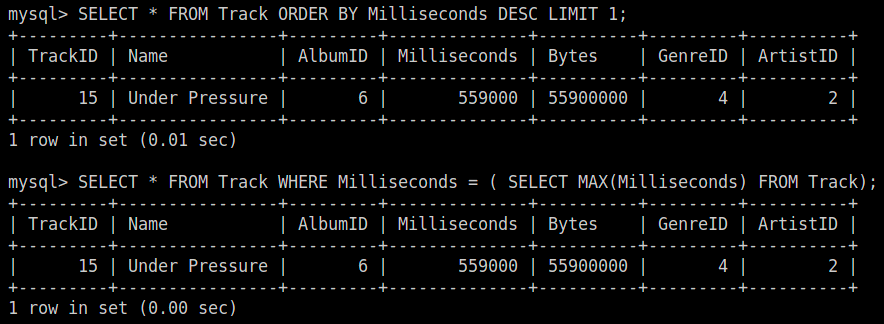 mysql> SELECT * FROM Track ORDER BY Milliseconds DESC LIMIT 1;
+---------+----------------+---------+--------------+----------+---------+----------+
| TrackID | Name           | AlbumID | Milliseconds | Bytes    | GenreID | ArtistID |
+---------+----------------+---------+--------------+----------+---------+----------+
|      15 | Under Pressure |       6 |       559000 | 55900000 |       4 |        2 |
+---------+----------------+---------+--------------+----------+---------+----------+
1 row in set (0.01 sec)

mysql> SELECT * FROM Track WHERE Milliseconds = ( SELECT MAX(Milliseconds) FROM Track);
+---------+----------------+---------+--------------+----------+---------+----------+
| TrackID | Name           | AlbumID | Milliseconds | Bytes    | GenreID | ArtistID |
+---------+----------------+---------+--------------+----------+---------+----------+
|      15 | Under Pressure |       6 |       559000 | 55900000 |       4 |        2 |
+---------+----------------+---------+--------------+----------+---------+----------+
1 row in set (0.00 sec)